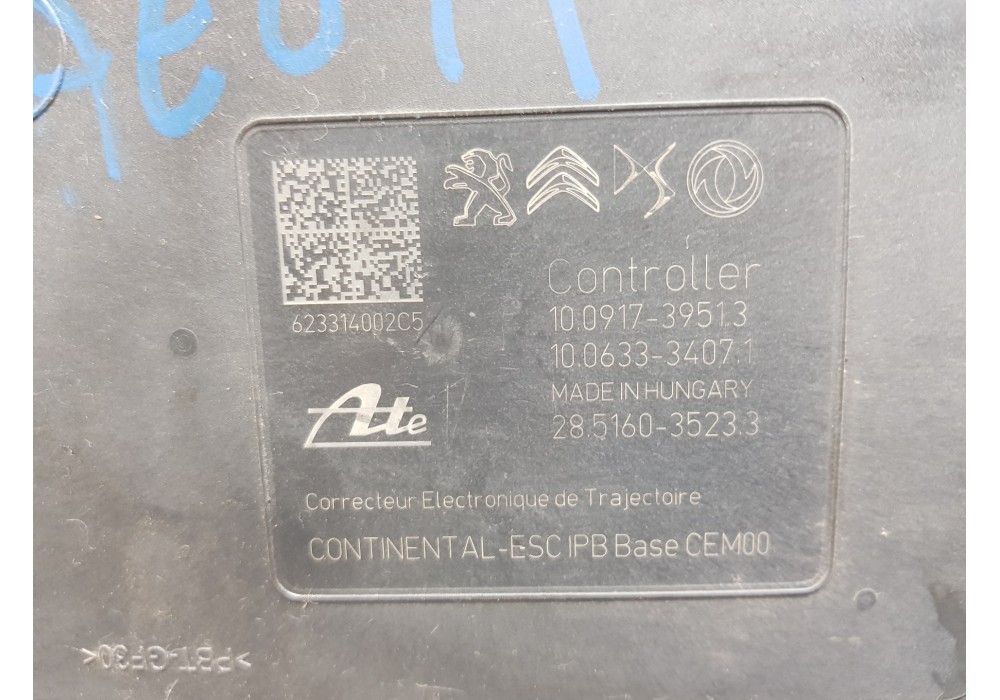 Controller
10.0917-3951.3
623314002C5
10.0633-3407.1
MADE IN HUNGARY
Ate
28.5160-3523.3
Correcteur Electronique de Trajectoire
CONTINENTAL-ESC IPB Base CEM00
>PBT-GF30<